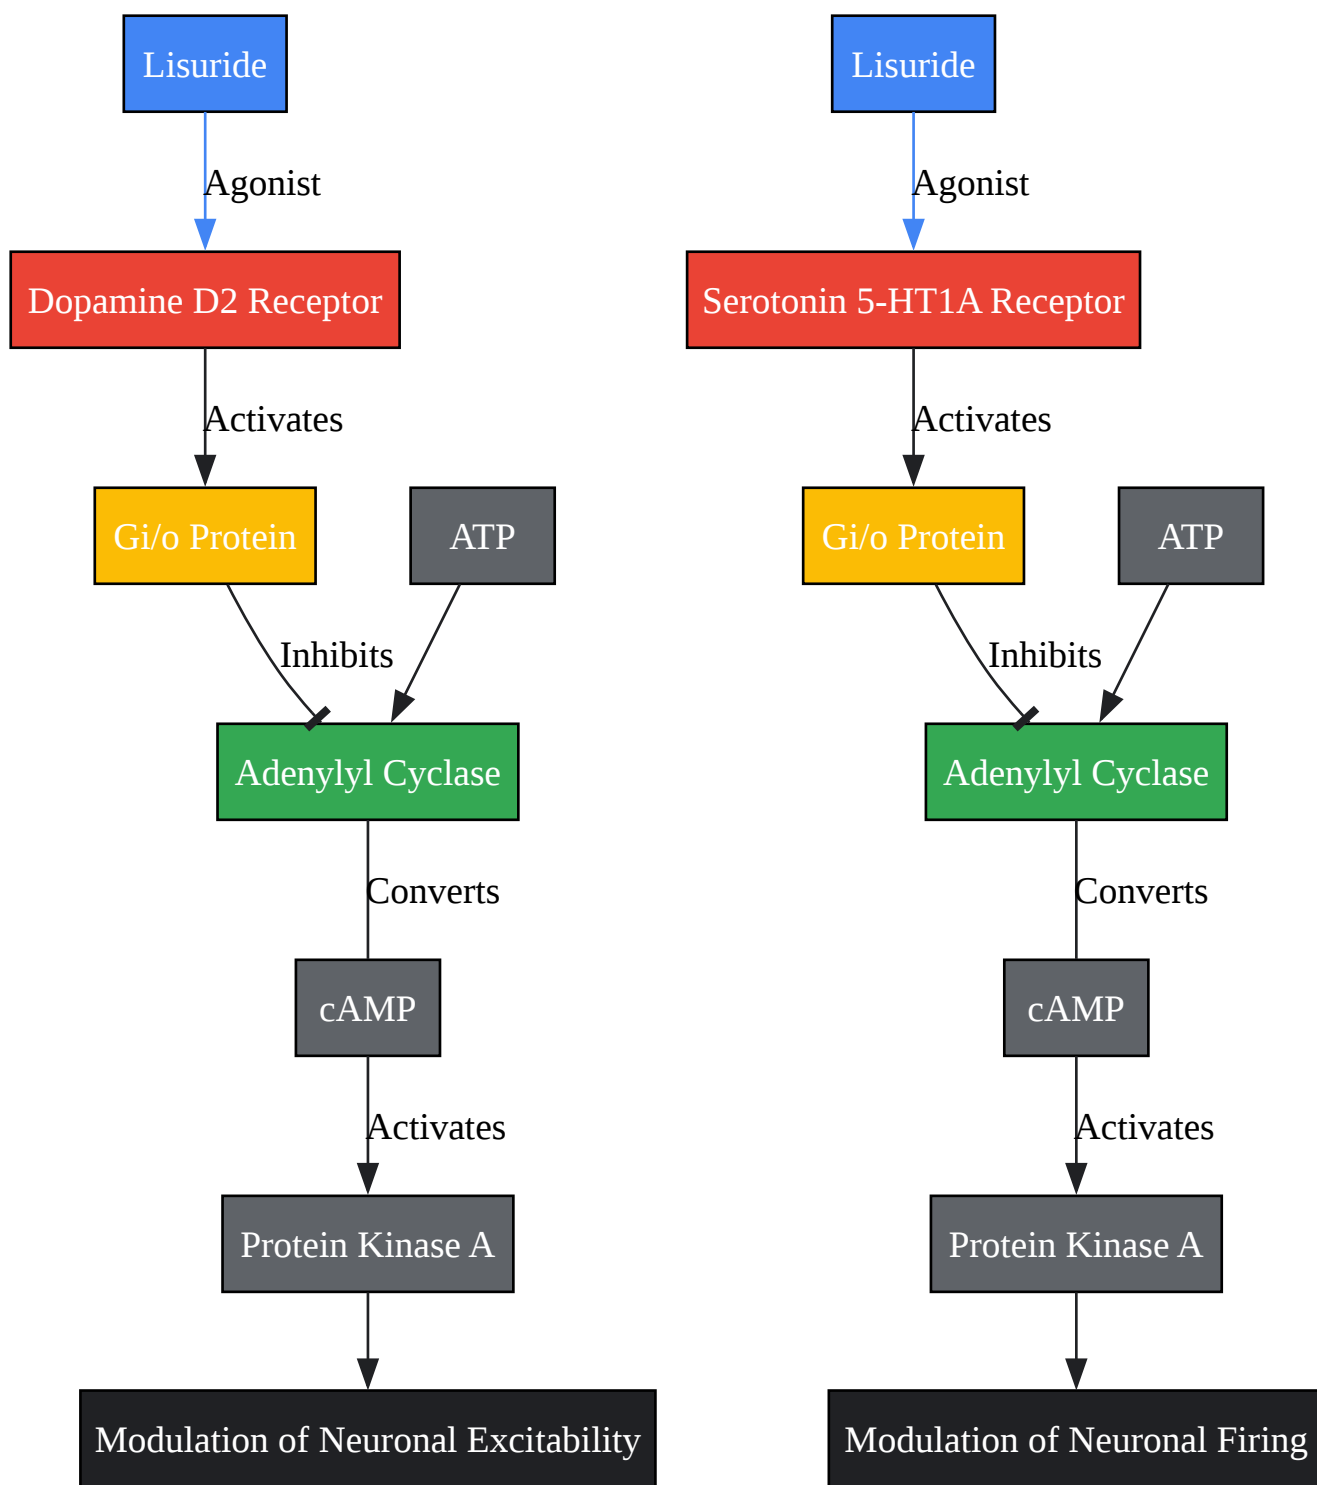 Lisuride
Agonist
Dopamine D2 Receptor
Activates
Gi/o Protein
ATP
Inhibits
Adenylyl Cyclase
Converts
cAMP
Activates
Protein Kinase A
Modulation of Neuronal Excitability
Lisuride
Agonist
Serotonin 5-HT1A Receptor
Activates
Gi/o Protein
ATP
Inhibits
Adenylyl Cyclase
Converts
cAMP
Activates
Protein Kinase A
Modulation of Neuronal Firing